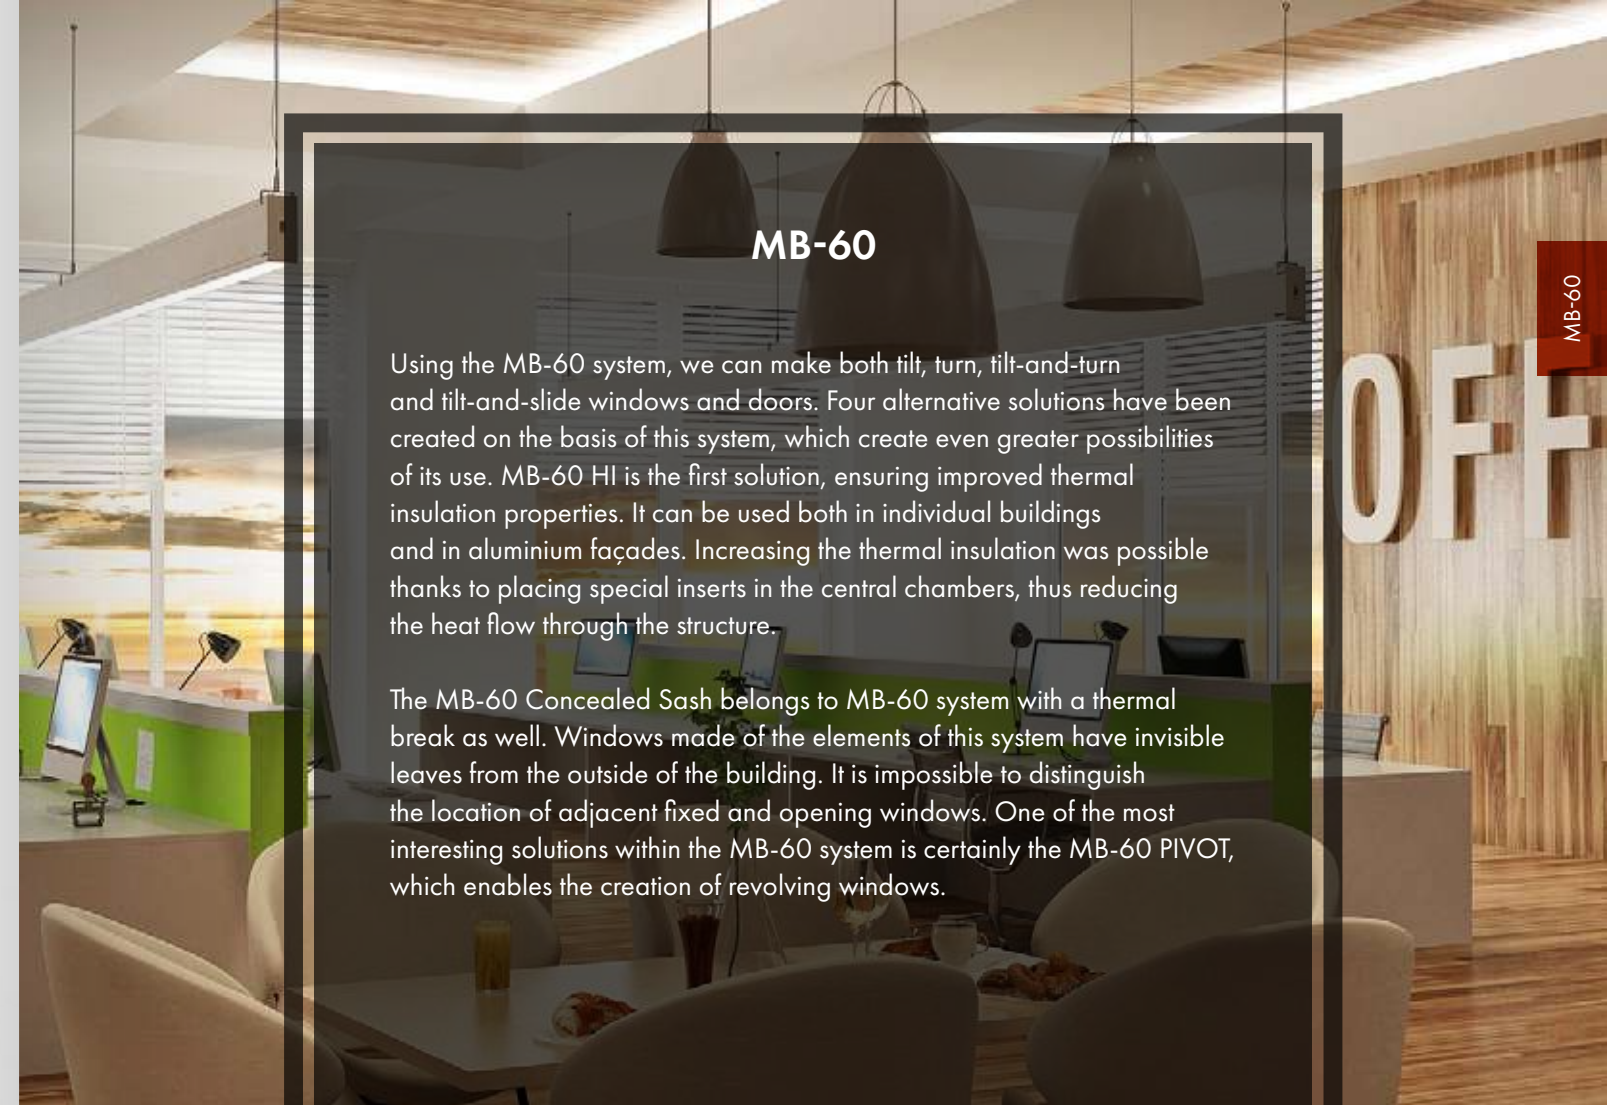 MB-60
MB-60
OFF
Using the MB-60 system, we can make both tilt, turn, tilt-and-turn
and tilt-and-slide windows and doors. Four alternative solutions have been
created on the basis of this system, which create even greater possibilities
of its use. MB-60 HI is the first solution, ensuring improved thermal
insulation properties. It can be used both in individual buildings
and in aluminium façades. Increasing the thermal insulation was possible
thanks to placing special inserts in the central chambers, thus reducing
the heat flow through the structure.
The MB-60 Concealed Sash belongs to MB-60 system with a thermal
break as well. Windows made of the elements of this system have invisible
leaves from the outside of the building. It is impossible to distinguish
the location of adjacent fixed and opening windows. One of the most
interesting solutions within the MB-60 system is certainly the MB-60 PIVOT,
which enables the creation of revolving windows.